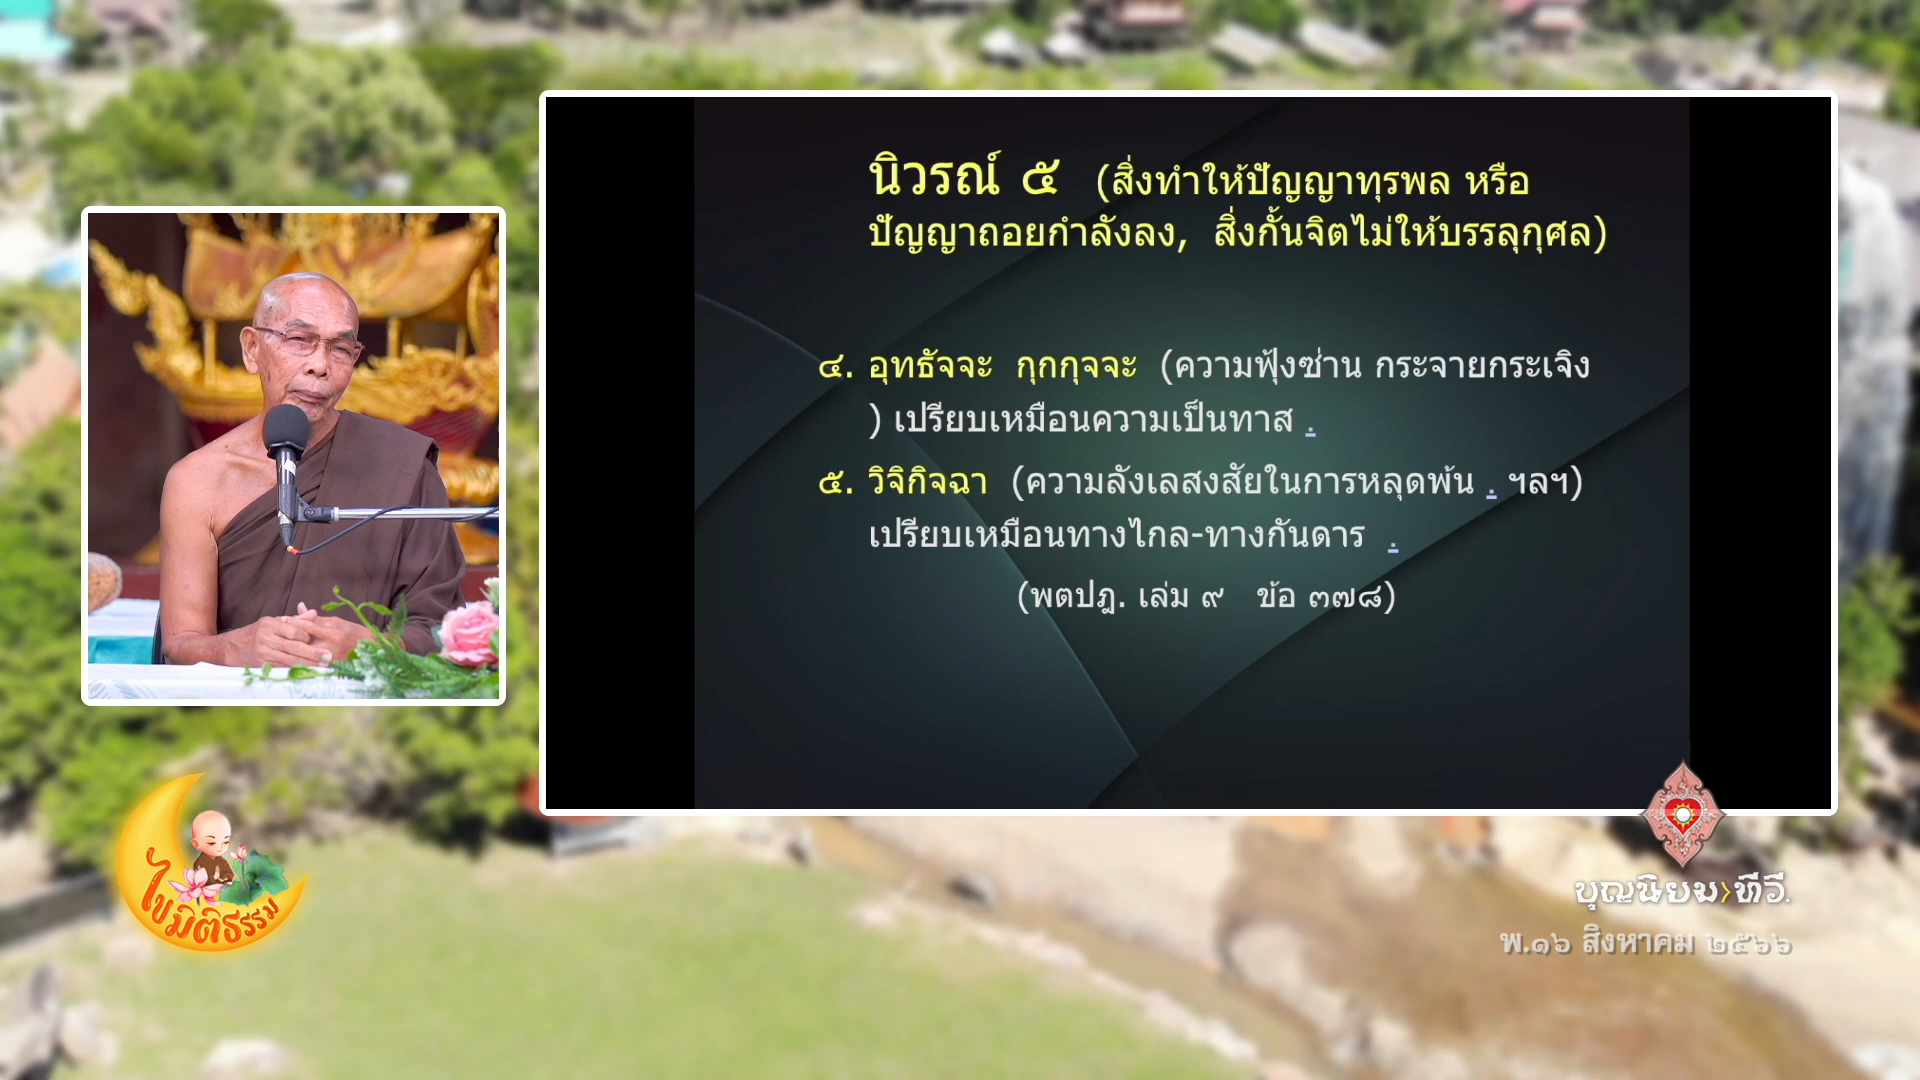 นิวรณ์ ๕ (สิ่งทำให้ปัญญาทุรพล หรือ
ปัญญาถอยกำลังลง, สิ่งกั้นจิตไม่ให้บรรลุกุศล)
๔. อุทธัจจะ กุกกุจจะ (ความฟุ้งซ่าน กระจายกระเจิง
) เปรียบเหมือนความเป็นทาส .
๕. วิจิกิจฉา (ความลังเลสงสัยในการหลุดพ้น . ฯลฯ)
เปรียบเหมือนทางไกล-ทางกันดาร .
(พตปฎ. เล่ม ๙ ข้อ ๓๗๘)
ไขมิติธรรม
บุญนิยม>ทีวี.
พ.๑๖ สิงหาคม ๒๕๖๖